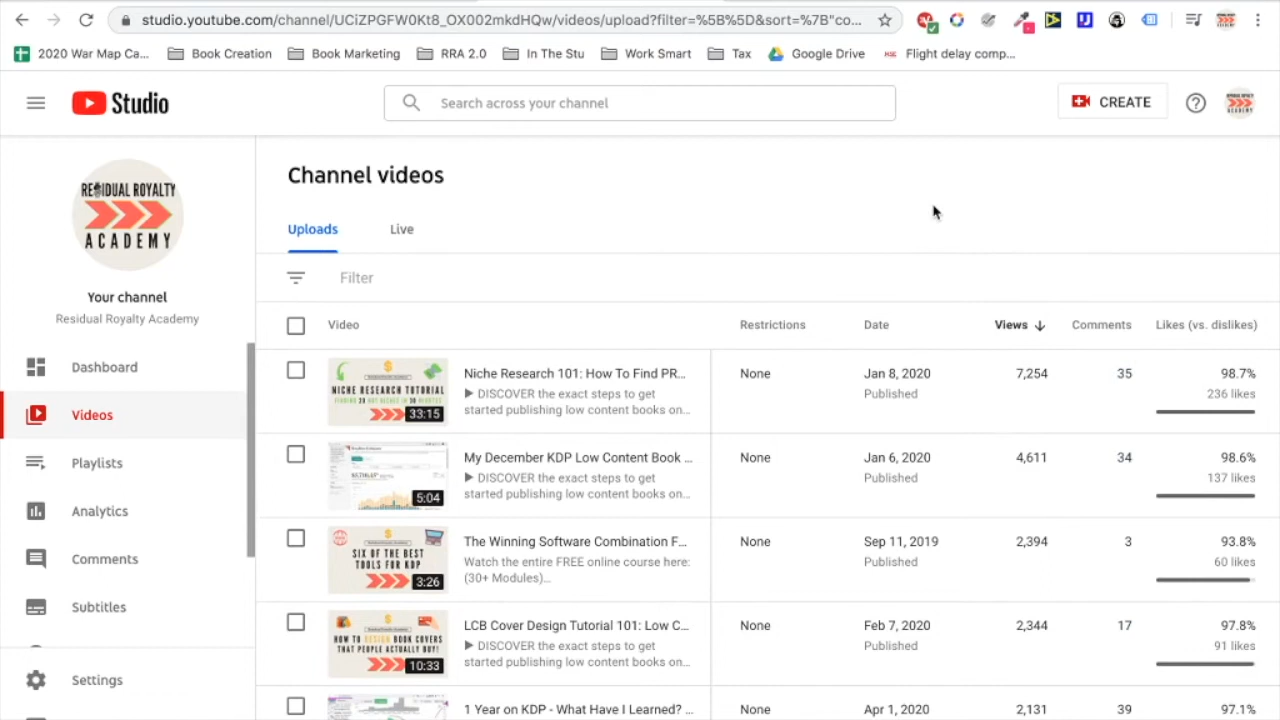 studio.youtube.com/channel/UCiZPGFW0Kt8_OX002mkdHQw/videos/upload?filter=%5B%5D&sort=%7B"co...
2020 War Map Ca...
Book Creation
Book Marketing
RRA 2.0
In The Stu
Work Smart
Tax
Google Drive
Flight delay comp...
Studio
Search across your channel
CREATE
RESIDUAL ROYALTY
ACADEMY
Your channel
Residual Royalty Academy
Dashboard
Videos
Playlists
Analytics
Comments
Subtitles
Settings
Channel videos
Uploads
Live
Filter
Video
Restrictions
Date
Views
Comments
Likes (vs. dislikes)
NICHE RESEARCH TUTORIAL
33:15
Niche Research 101: How To Find PR...
DISCOVER the exact steps to get
started publishing low content books on...
None
Jan 8, 2020
Published
7,254
35
98.7%
236 likes
5:04
My December KDP Low Content Book ...
DISCOVER the exact steps to get
started publishing low content books on...
None
Jan 6, 2020
Published
4,611
34
98.6%
137 likes
SIX OF THE BEST
TOOLS FOR KDP
3:26
The Winning Software Combination F...
Watch the entire FREE online course here:
(30+ Modules)...
None
Sep 11, 2019
Published
2,394
3
93.8%
60 likes
HOW TO DESIGN BOOK COVERS
THAT PEOPLE ACTUALLY BUY!
10:33
LCB Cover Design Tutorial 101: Low C...
DISCOVER the exact steps to get
started publishing low content books on...
None
Feb 7, 2020
Published
2,344
17
97.8%
91 likes
1 Year on KDP - What Have I Learned? ...
None
Apr 1, 2020
2,131
39
97.1%